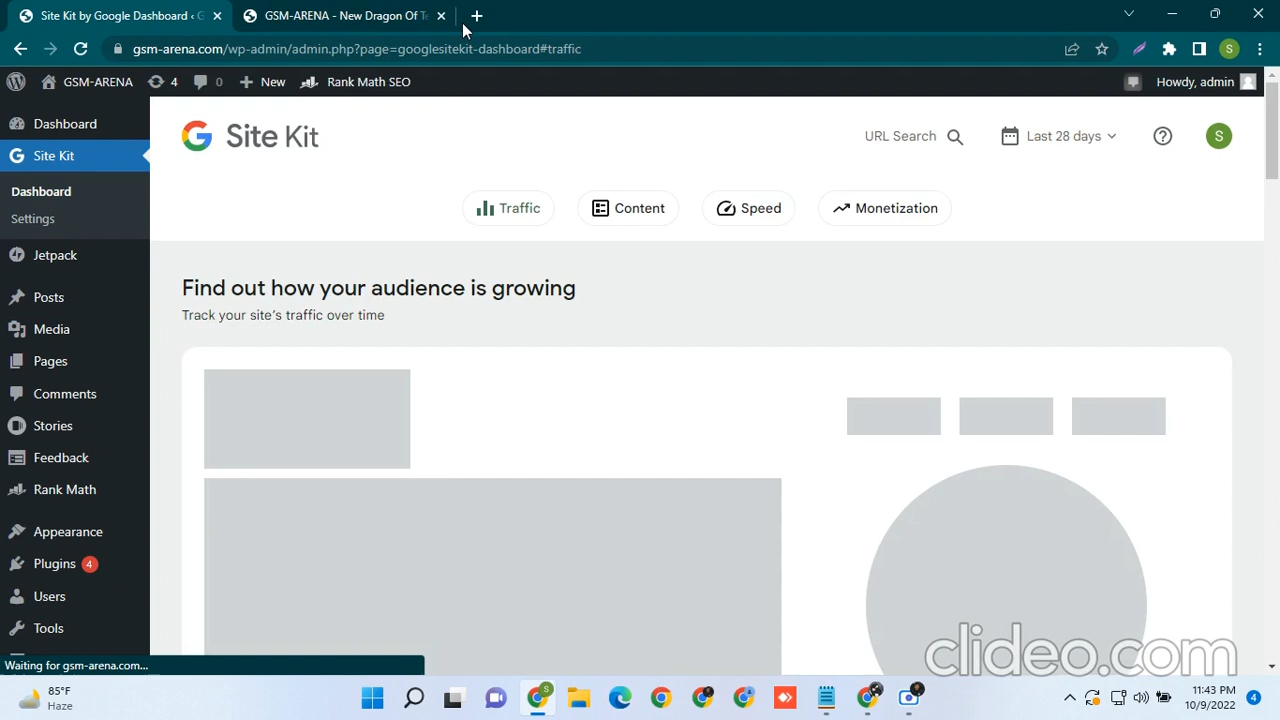 Site Kit by Google Dashboard ‹ G
GSM-ARENA - New Dragon Of Te
gsm-arena.com/wp-admin/admin.php?page=googlesitekit-dashboard#traffic
S
GSM-ARENA
4
0
New
Rank Math SEO
Howdy, admin
Dashboard
Site Kit
Dashboard
Settings
Jetpack
Posts
Media
Pages
Comments
Stories
Feedback
Rank Math
Appearance
Plugins 4
Users
Tools
Site Kit
URL Search
Last 28 days
S
Traffic
Content
Speed
Monetization
Find out how your audience is growing
Track your site's traffic over time
clideo.com
Waiting for gsm-arena.com...
85°F
Haze
S
11:43 PM
10/9/2022
4